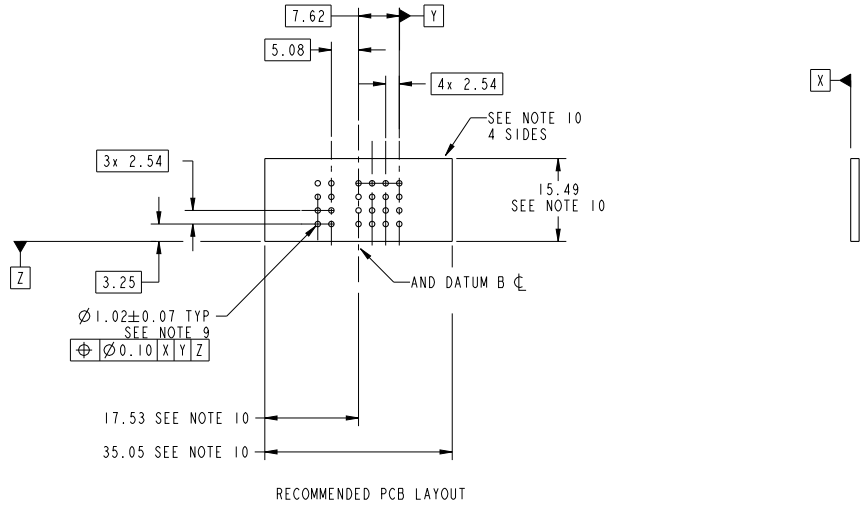 7.62
Y
5.08
4x 2.54
X
SEE NOTE 10
4 SIDES
3x 2.54
15.49
SEE NOTE 10
Z
3.25
AND DATUM B ℄
Ø1.02±0.07 TYP
SEE NOTE 9
⌖ Ø0.10 X Y Z
17.53 SEE NOTE 10
35.05 SEE NOTE 10
RECOMMENDED PCB LAYOUT